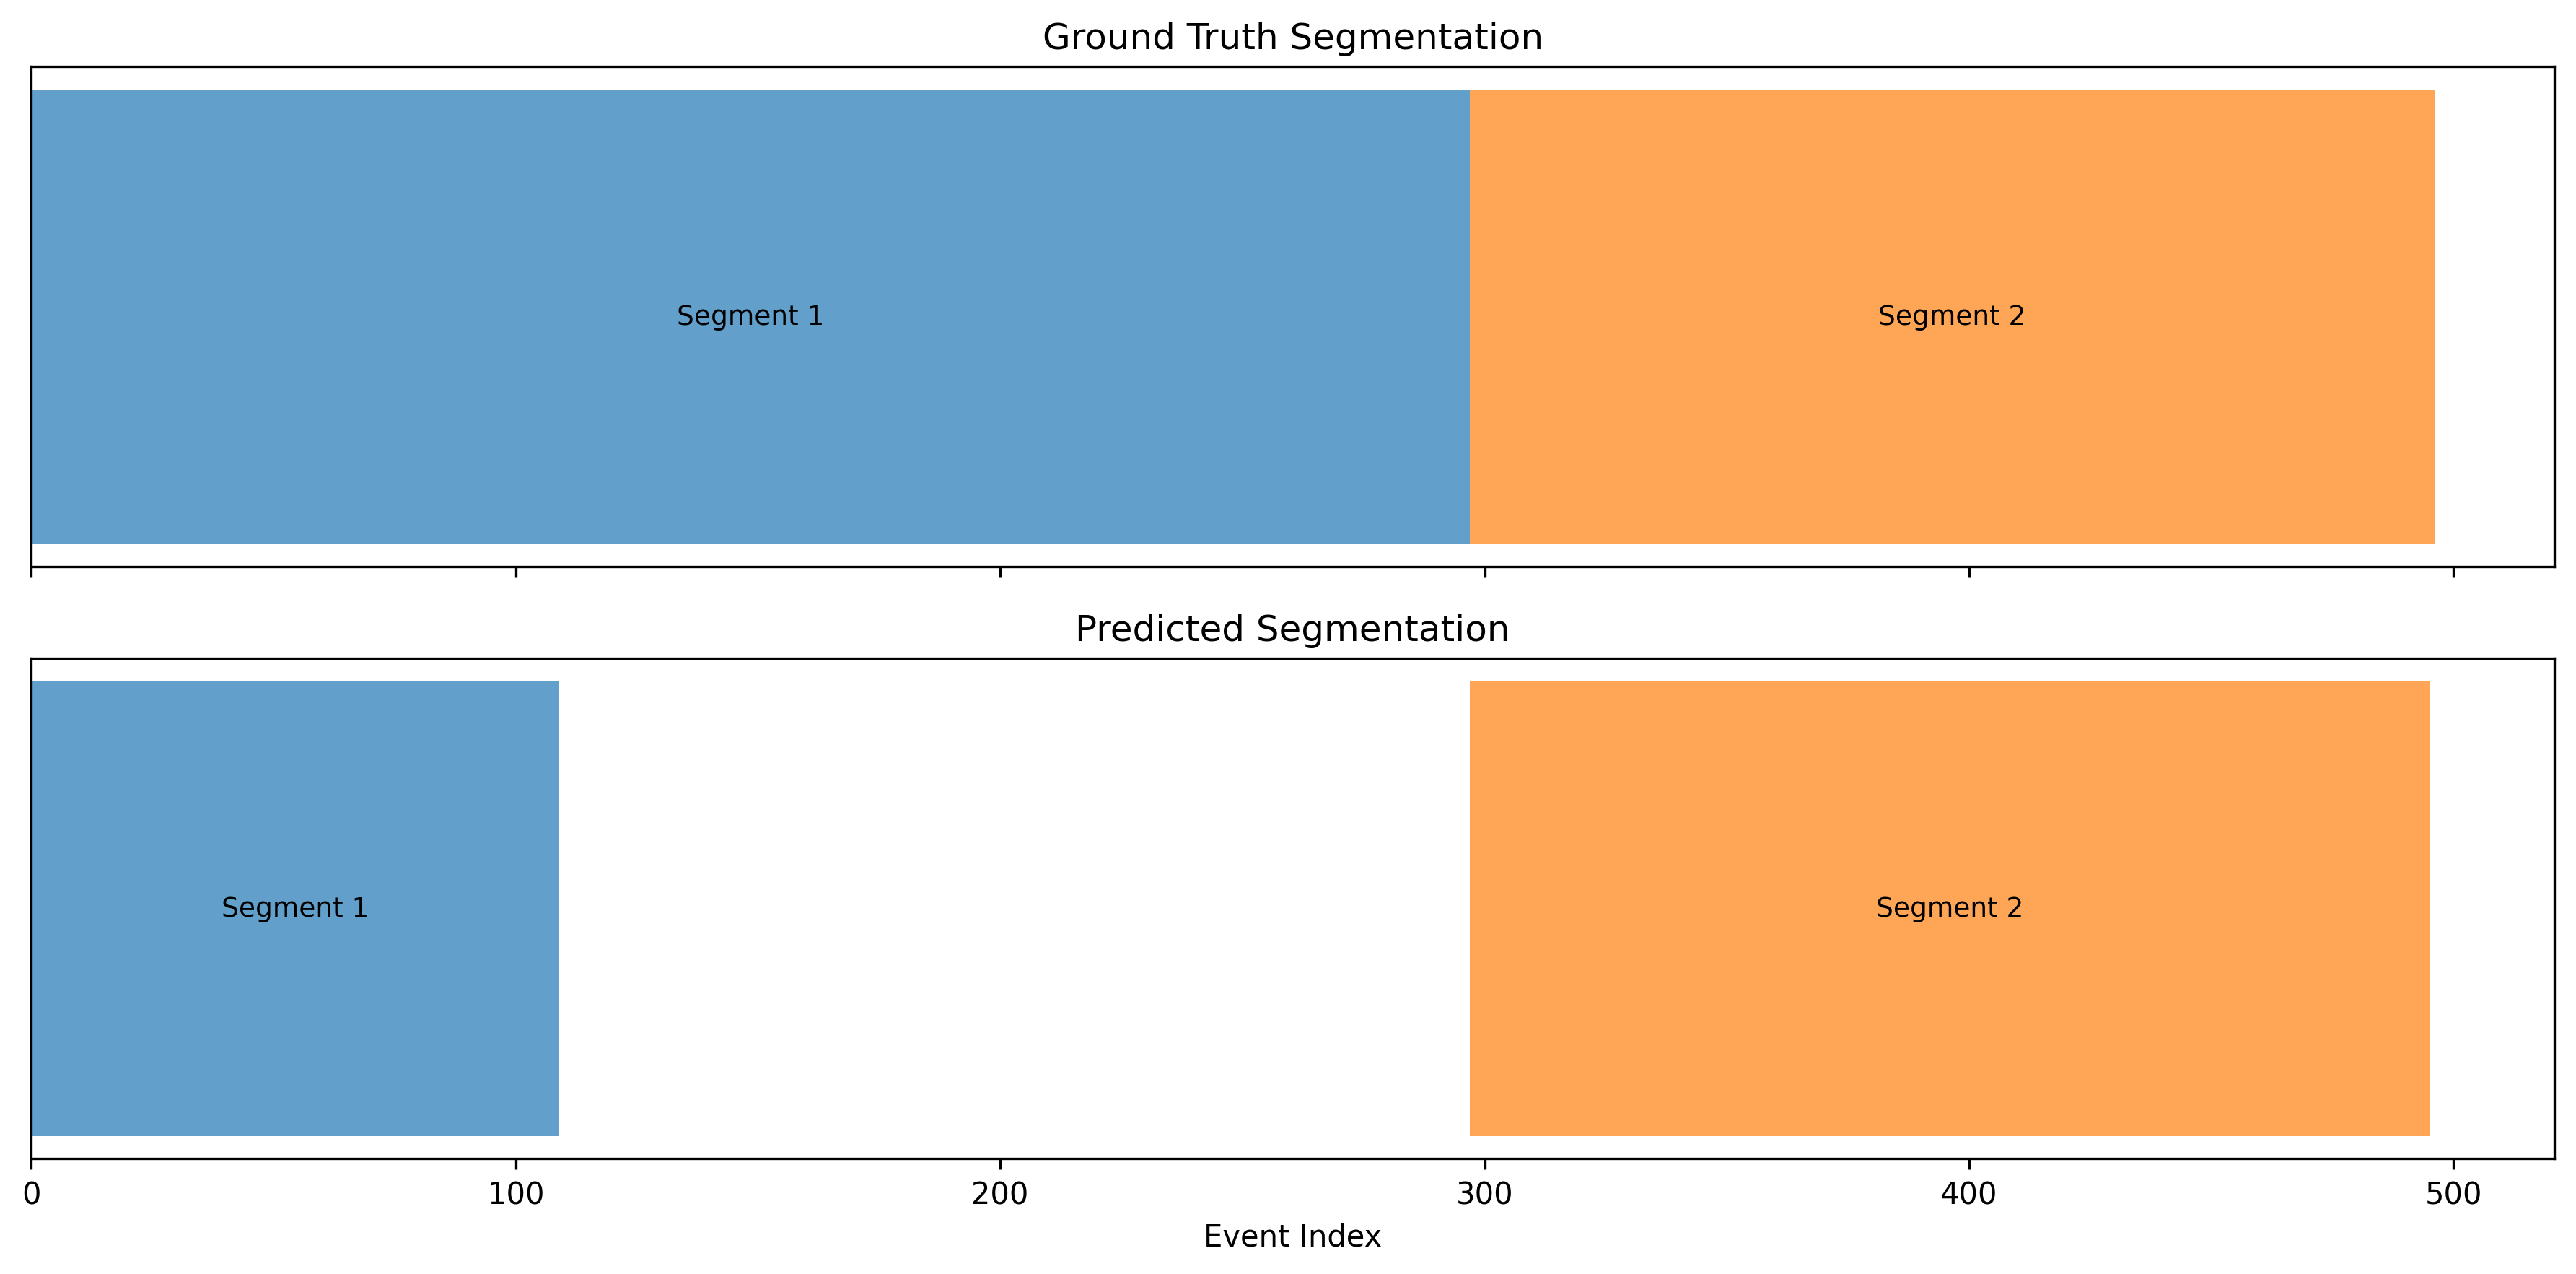 Ground Truth Segmentation
Segment 1
Segment 2
Predicted Segmentation
Segment 1
Segment 2
0
100
200
300
400
500
Event Index